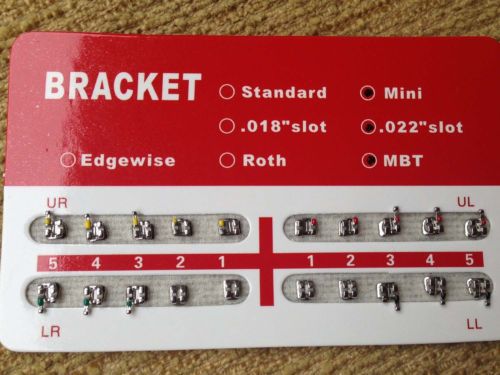 BRACKET
Standard Mini
.018"slot .022"slot
Edgewise Roth MBT
UR UL
5 4 3 2 1 1 2 3 4 5
LR LL